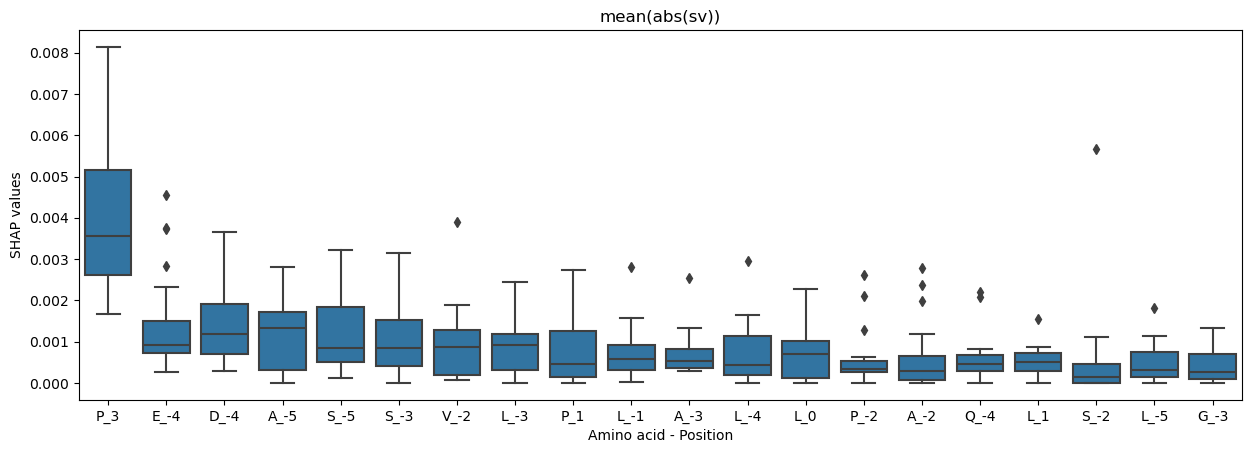 mean(abs(sv))
SHAP values
0.008
0.007
0.006
0.005
0.004
0.003
0.002
0.001
0.000
P_3 E_-4 D_-4 A_-5 S_-5 S_-3 V_-2 L_-3 P_1 L_-1 A_-3 L_-4 L_0 P_-2 A_-2 Q_-4 L_1 S_-2 L_-5 G_-3
Amino acid - Position